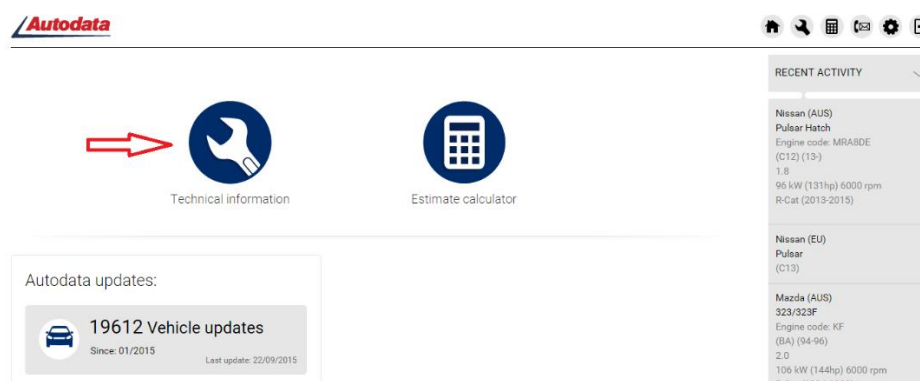 Autodata
Technical information
Estimate calculator
Autodata updates:
19612 Vehicle updates
Since: 01/2015
Last update: 22/09/2015
RECENT ACTIVITY
Nissan (AUS)
Pulsar Hatch
Engine code: MRA8DE
(C12) (13-)
1.8
96 kW (131hp) 6000 rpm
R-Cat (2013-2015)
Nissan (EU)
Pulsar
(C13)
Mazda (AUS)
323/323F
Engine code: KF
(BA) (94-96)
2.0
106 kW (144hp) 6000 rpm